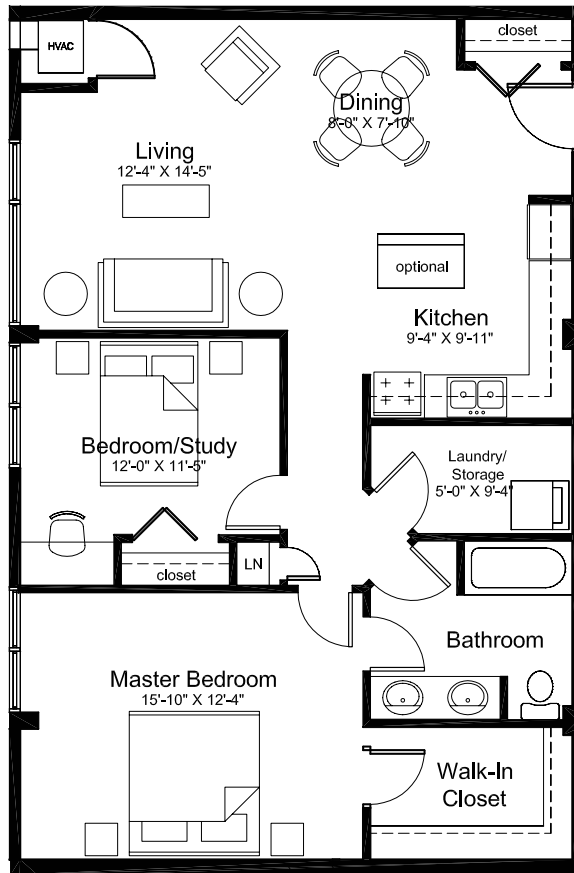 HVAC
closet
Dining
8'-0" X 7'-10"
Living
12'-4" X 14'-5"
optional
Kitchen
9'-4" X 9'-11"
Bedroom/Study
12'-0" X 11'-5"
Laundry/
Storage
5'-0" X 9'-4"
closet
LN
Bathroom
Master Bedroom
15'-10" X 12'-4"
Walk-In
Closet